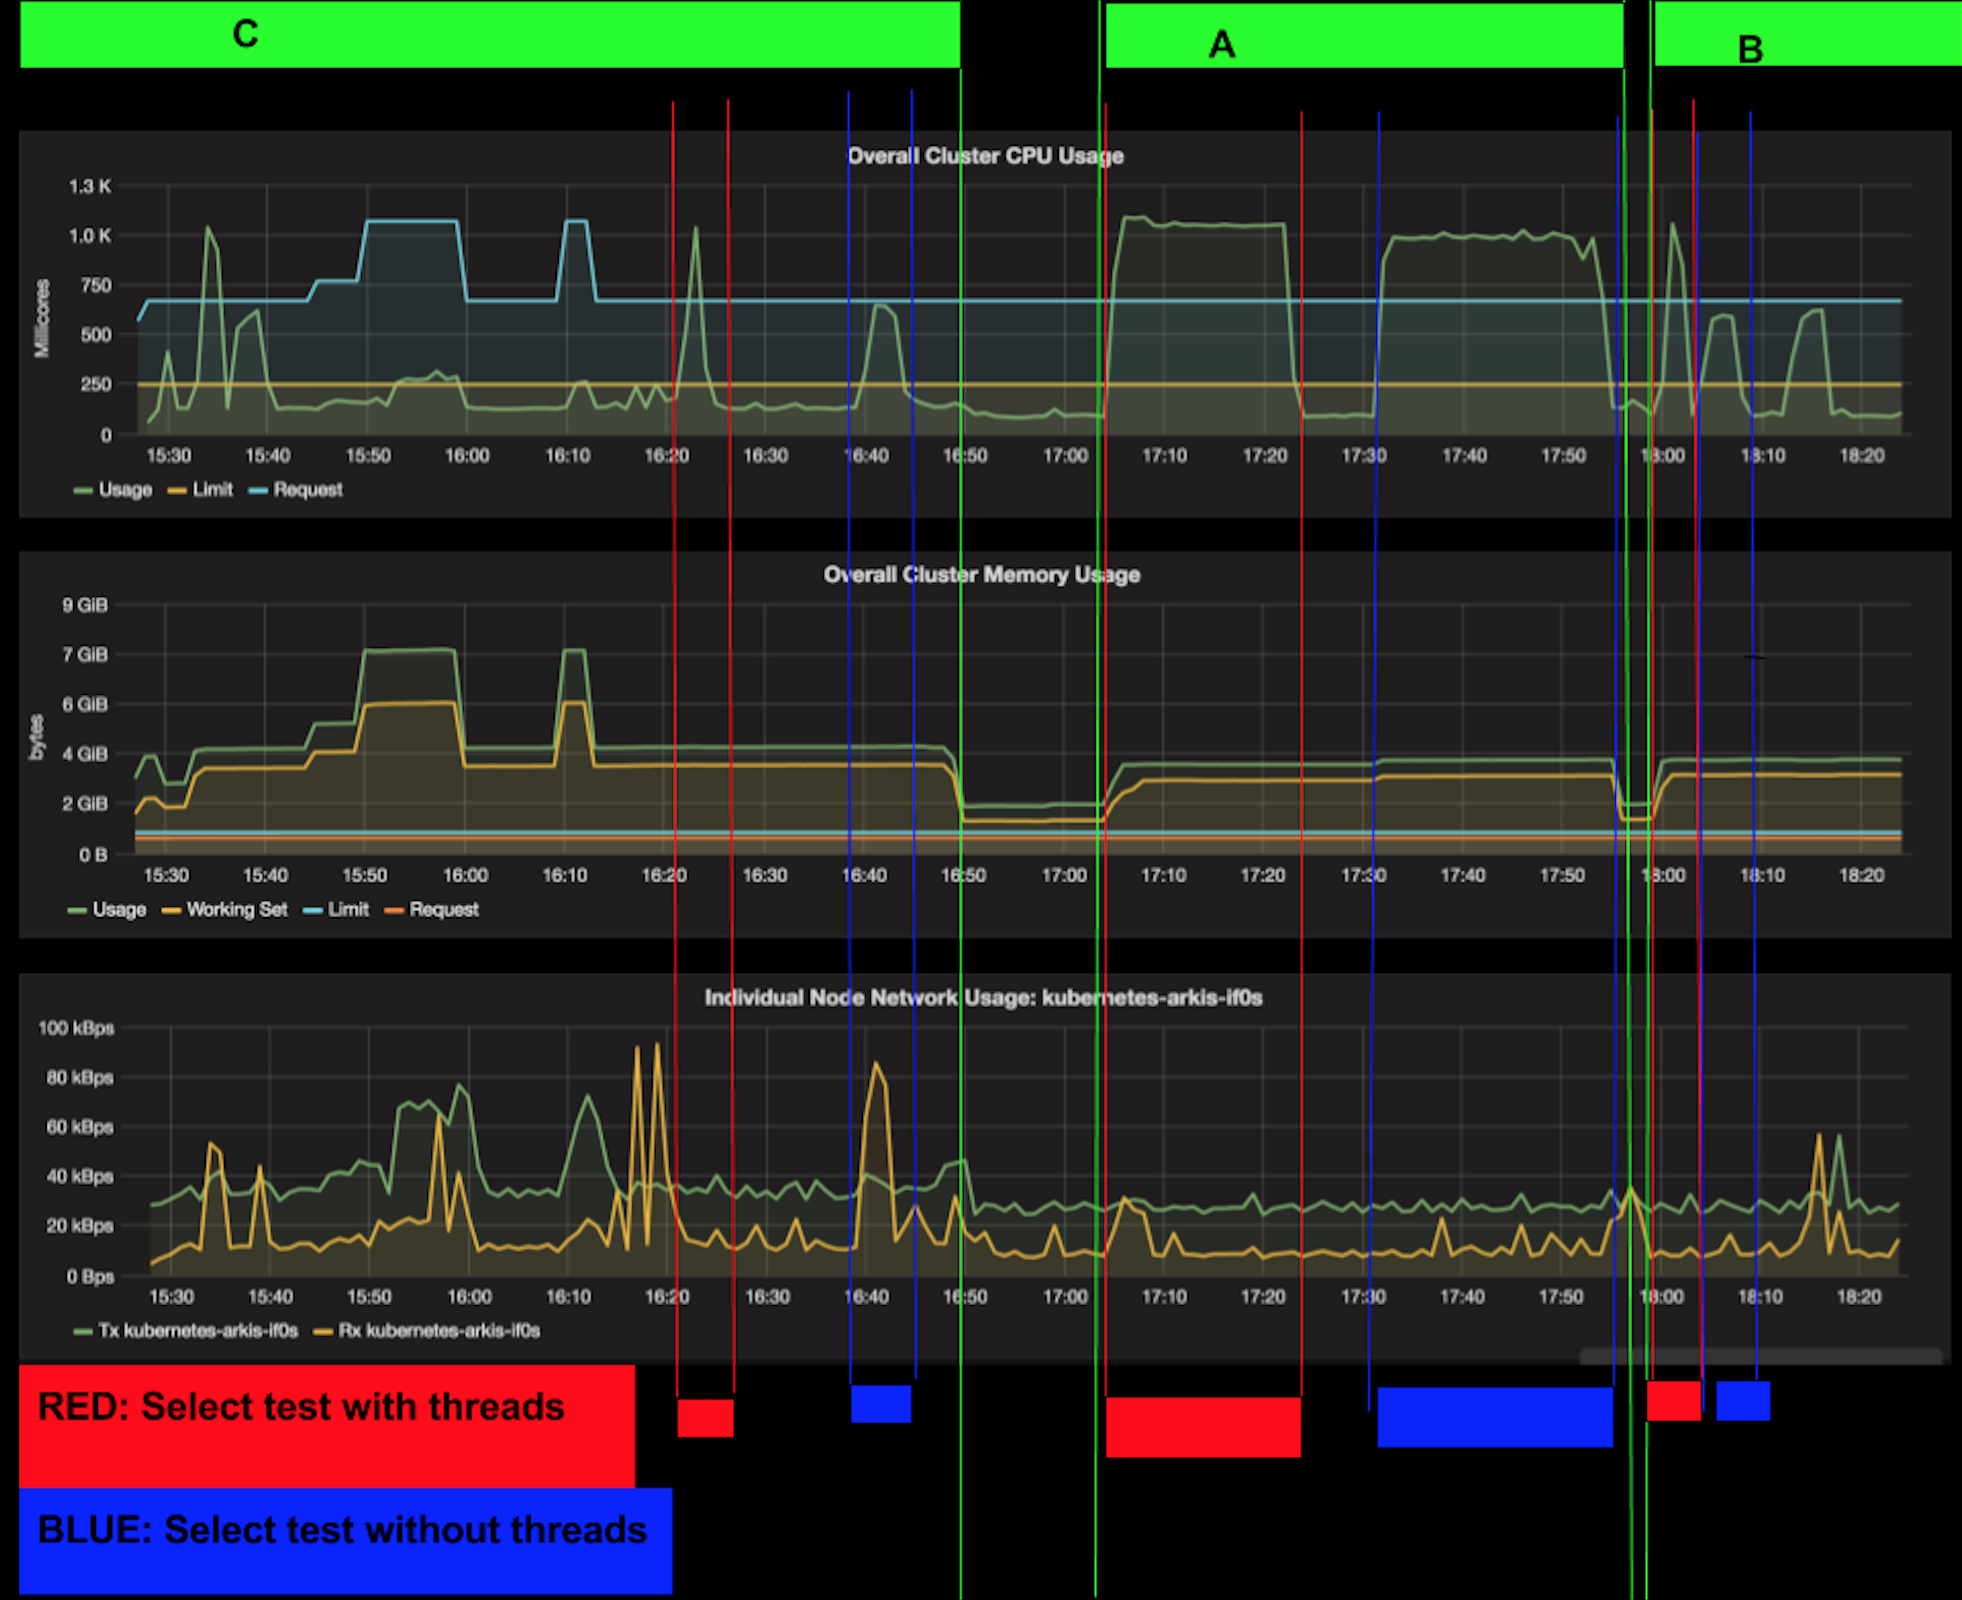 C
A
B
Overall Cluster CPU Usage
1.3 K
1.0 K
750
500
250
0
Millicores
15:30 15:40 15:50 16:00 16:10 16:20 16:30 16:40 16:50 17:00 17:10 17:20 17:30 17:40 17:50 18:00 18:10 18:20
Usage Limit Request
Overall Cluster Memory Usage
9 GiB
7 GiB
6 GiB
4 GiB
2 GiB
0 B
bytes
15:30 15:40 15:50 16:00 16:10 16:20 16:30 16:40 16:50 17:00 17:10 17:20 17:30 17:40 17:50 18:00 18:10 18:20
Usage Working Set Limit Request
Individual Node Network Usage: kubernetes-arkis-if0s
100 kBps
80 kBps
60 kBps
40 kBps
20 kBps
0 Bps
15:30 15:40 15:50 16:00 16:10 16:20 16:30 16:40 16:50 17:00 17:10 17:20 17:30 17:40 17:50 18:00 18:10 18:20
Tx kubernetes-arkis-if0s Rx kubernetes-arkis-if0s
RED: Select test with threads
BLUE: Select test without threads